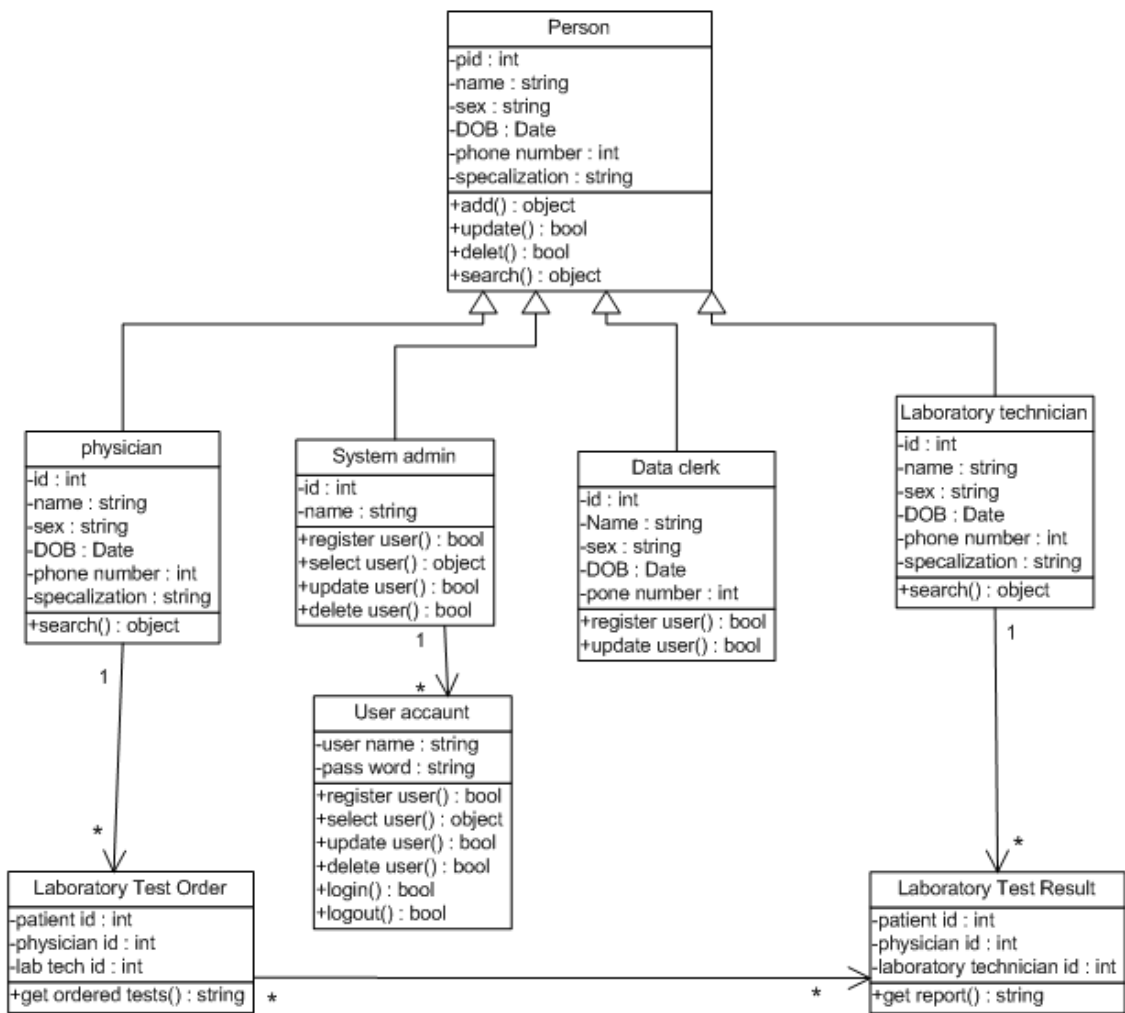 Person
-pid : int
-name : string
-sex : string
-DOB : Date
-phone number : int
-specalization : string
+add() : object
+update() : bool
+delet() : bool
+search() : object
physician
-id : int
-name : string
-sex : string
-DOB : Date
-phone number : int
-specalization : string
+search() : object
System admin
-id : int
-name : string
+register user() : bool
+select user() : object
+update user() : bool
+delete user() : bool
Data clerk
-id : int
-Name : string
-sex : string
-DOB : Date
-pone number : int
+register user() : bool
+update user() : bool
Laboratory technician
-id : int
-name : string
-sex : string
-DOB : Date
-phone number : int
-specalization : string
+search() : object
1
1
1
*
User accaunt
-user name : string
-pass word : string
+register user() : bool
+select user() : object
+update user() : bool
+delete user() : bool
+login() : bool
+logout() : bool
*
*
Laboratory Test Order
-patient id : int
-physician id : int
-lab tech id : int
+get ordered tests() : string
*
*
Laboratory Test Result
-patient id : int
-physician id : int
-laboratory technician id : int
+get report() : string